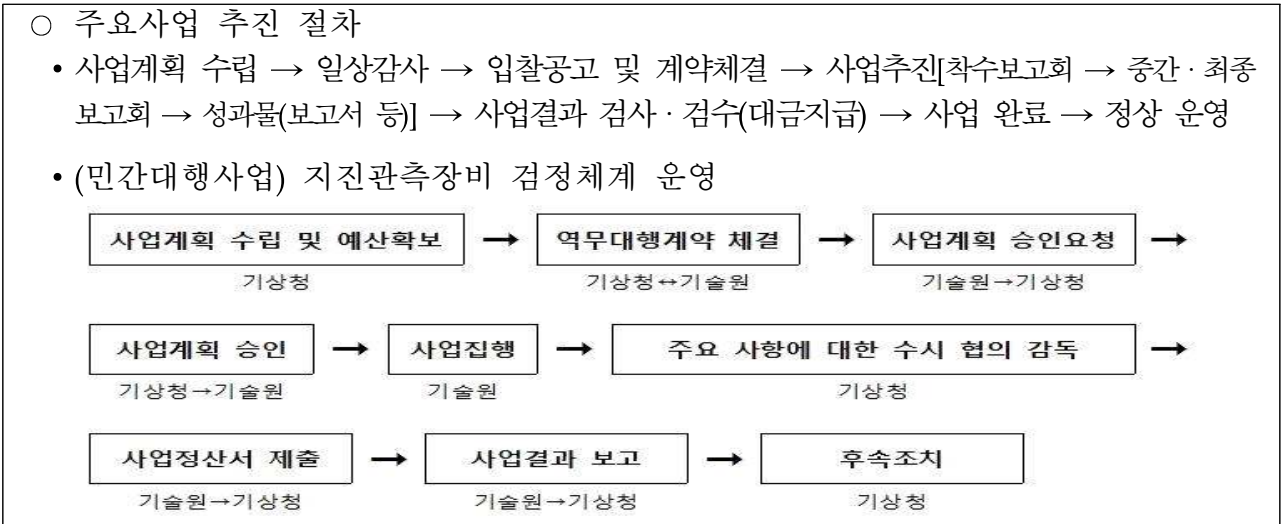 ○ 주요사업 추진 절차
• 사업계획 수립 → 일상감사 → 입찰공고 및 계약체결 → 사업추진[착수보고회 → 중간 · 최종
보고회 → 성과물(보고서 등)] → 사업결과 검사 · 검수(대금지급) → 사업 완료 → 정상 운영
• (민간대행사업) 지진관측장비 검정체계 운영
사업계획 수립 및 예산확보 → 역무대행계약 체결 → 사업계획 승인요청 →
기상청 기상청↔기술원 기술원→기상청
사업계획 승인 → 사업집행 → 주요 사항에 대한 수시 협의 감독 →
기상청→기술원 기술원 기상청
사업정산서 제출 → 사업결과 보고 → 후속조치
기술원→기상청 기술원→기상청 기상청